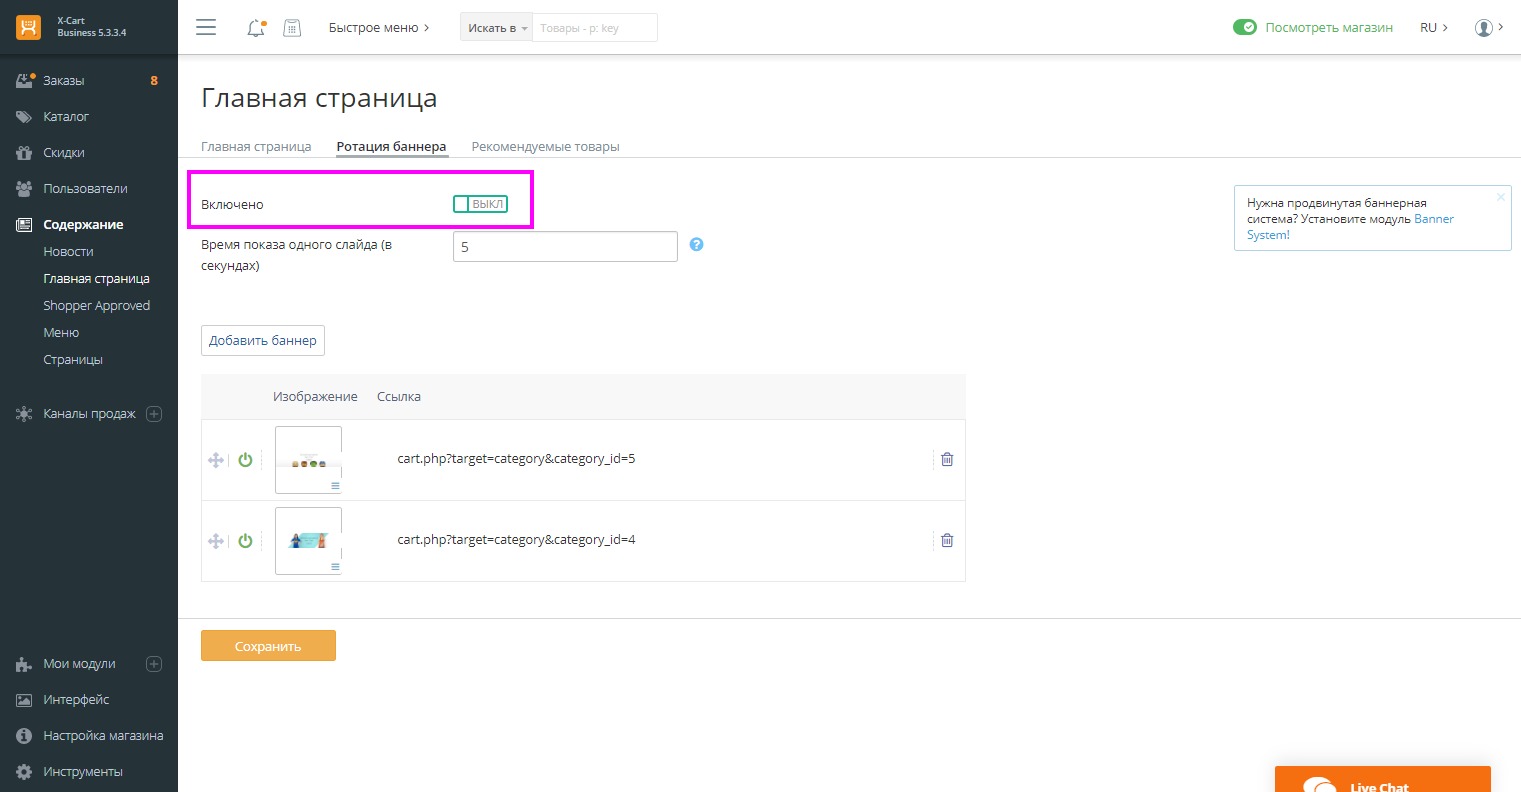 X-Cart
Business 5.3.3.4
Быстрое меню
Искать в
Товары - p: key
Посмотреть магазин
RU
Заказы
8
Каталог
Скидки
Пользователи
Содержание
Новости
Главная страница
Shopper Approved
Меню
Страницы
Каналы продаж
Мои модули
Интерфейс
Настройка магазина
Инструменты
Главная страница
Главная страница
Ротация баннера
Рекомендуемые товары
Включено
ВЫКЛ
Время показа одного слайда (в
секундах)
5
?
Нужна продвинутая баннерная
система? Установите модуль Banner
System!
Добавить баннер
Изображение
Ссылка
cart.php?target=category&category_id=5
cart.php?target=category&category_id=4
Сохранить
Live Chat